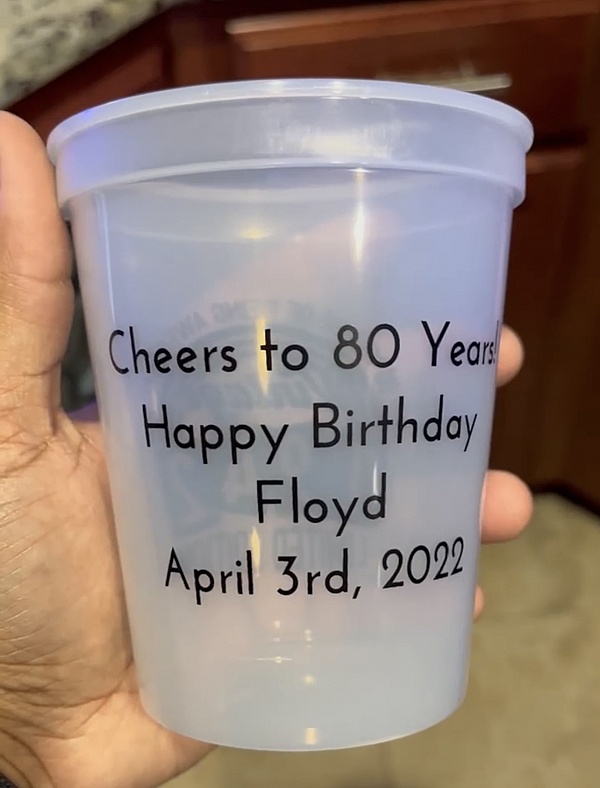 Cheers to 80 Years!
Happy Birthday
Floyd
April 3rd, 2022